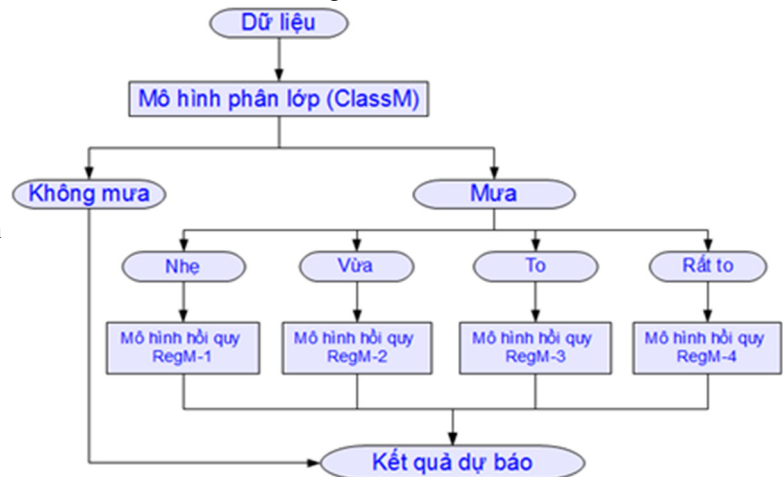 Dữ liệu
Mô hình phân lớp (ClassM)
Không mưa
Mưa
Nhẹ
Vừa
To
Rất to
Mô hình hồi quy
RegM-1
Mô hình hồi quy
RegM-2
Mô hình hồi quy
RegM-3
Mô hình hồi quy
RegM-4
Kết quả dự báo